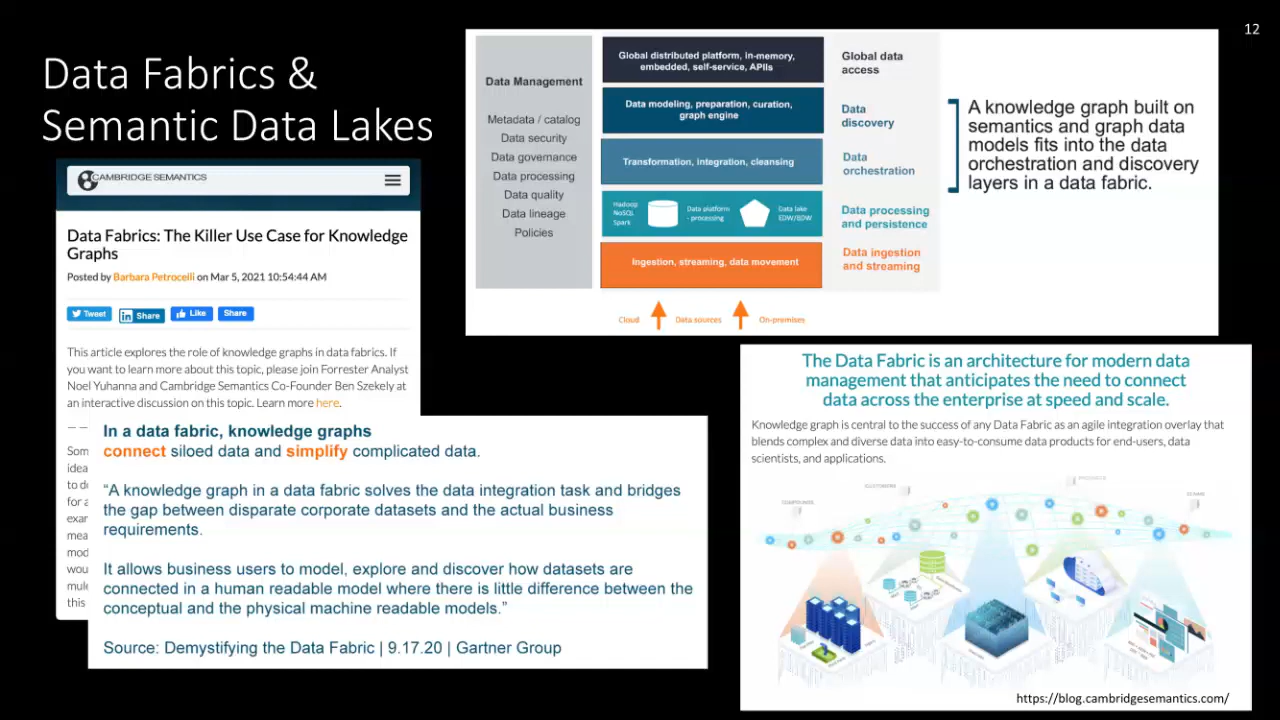 12
Data Fabrics &
Semantic Data Lakes
CAMBRIDGE SEMANTICS
Data Fabrics: The Killer Use Case for Knowledge
Graphs
Posted by Barbara Petrocelli on Mar 5, 2021 10:54:44 AM
Tweet
Share
Like
Share
This article explores the role of knowledge graphs in data fabrics. If
you want to learn more about this topic, please join Forrester Analyst
Noel Yuhanna and Cambridge Semantics Co-Founder Ben Szekely at
an interactive discussion on this topic. Learn more here.
In a data fabric, knowledge graphs
connect siloed data and simplify complicated data.
“A knowledge graph in a data fabric solves the data integration task and bridges
the gap between disparate corporate datasets and the actual business
requirements.
It allows business users to model, explore and discover how datasets are
connected in a human readable model where there is little difference between the
conceptual and the physical machine readable models.”
Source: Demystifying the Data Fabric | 9.17.20 | Gartner Group
Data Management
Metadata / catalog
Data security
Data governance
Data processing
Data quality
Data lineage
Policies
Global distributed platform, in-memory,
embedded, self-service, APIIs
Global data
access
Data modeling, preparation, curation,
graph engine
Data
discovery
Transformation, integration, cleansing
Data
orchestration
Hadoop
NoSQL
Spark
Data platform
- processing
Data lake
EDW/BDW
Data processing
and persistence
Ingestion, streaming, data movement
Data ingestion
and streaming
Cloud
Data sources
On-premises
A knowledge graph built on
semantics and graph data
models fits into the data
orchestration and discovery
layers in a data fabric.
The Data Fabric is an architecture for modern data
management that anticipates the need to connect
data across the enterprise at speed and scale.
Knowledge graph is central to the success of any Data Fabric as an agile integration overlay that
blends complex and diverse data into easy-to-consume data products for end-users, data
scientists, and applications.
https://blog.cambridgesemantics.com/